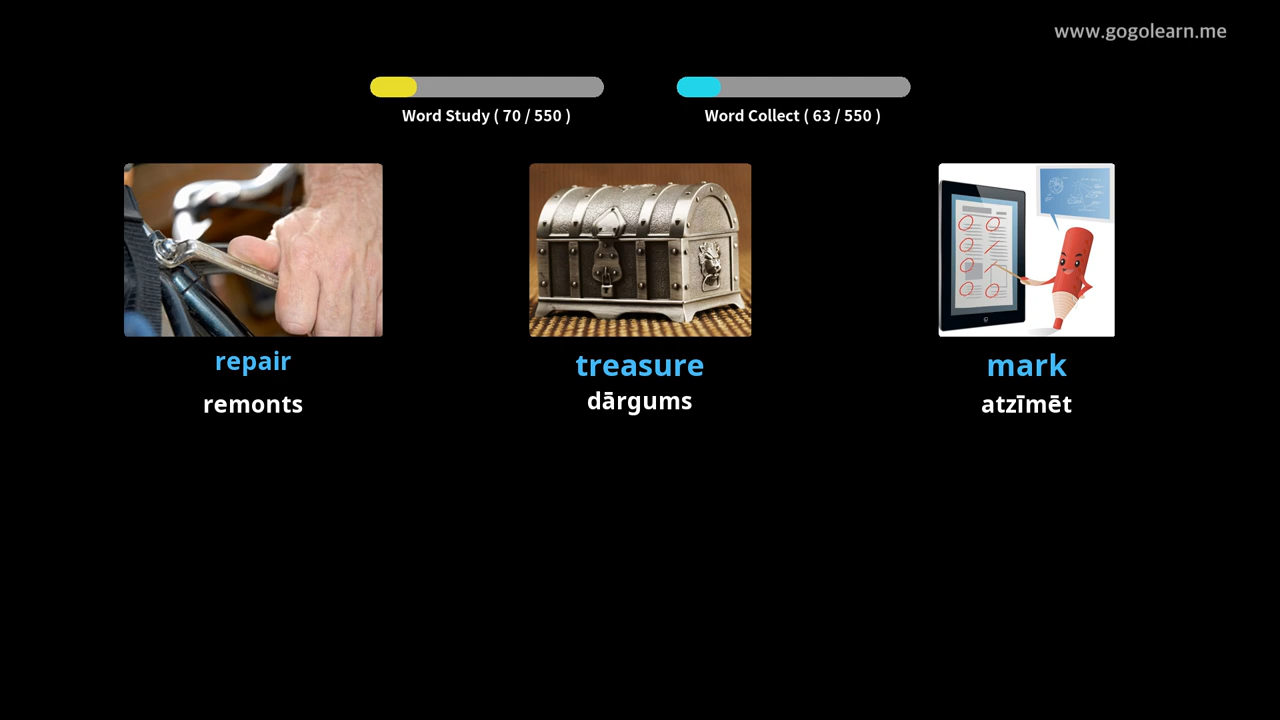 www.gogolearn.me
Word Study ( 70 / 550 )
Word Collect ( 63 / 550 )
repair
remonts
treasure
dārgums
mark
atzīmēt